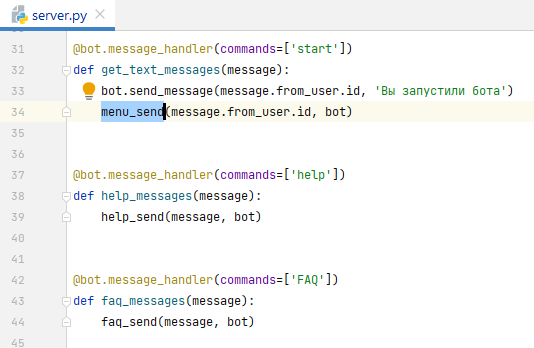 server.py
31 @bot.message_handler(commands=['start'])
32 def get_text_messages(message):
33 bot.send_message(message.from_user.id, 'Вы запустили бота')
34 menu_send(message.from_user.id, bot)
35
36
37 @bot.message_handler(commands=['help'])
38 def help_messages(message):
39 help_send(message, bot)
40
41
42 @bot.message_handler(commands=['FAQ'])
43 def faq_messages(message):
44 faq_send(message, bot)
45